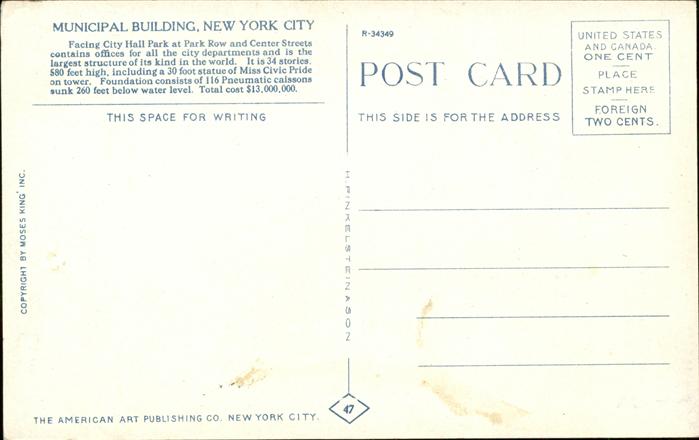 MUNICIPAL BUILDING, NEW YORK CITY
Facing City Hall Park at Park Row and Center Streets
contains offices for all the city departments and is the
largest structure of its kind in the world. It is 34 stories.
580 feet high, including a 30 foot statue of Miss Civic Pride
on tower. Foundation consists of 116 Pneumatic caissons
sunk 260 feet below water level. Total cost $13,000,000.
THIS SPACE FOR WRITING
COPYRIGHT BY MOSES KING' INC.
THE AMERICAN ART PUBLISHING CO. NEW YORK CITY.
H. FINKELSTEIN & SON
47
R-34349
POST CARD
THIS SIDE IS FOR THE ADDRESS
UNITED STATES
AND CANADA.
ONE CENT
PLACE
STAMP HERE
FOREIGN
TWO CENTS.